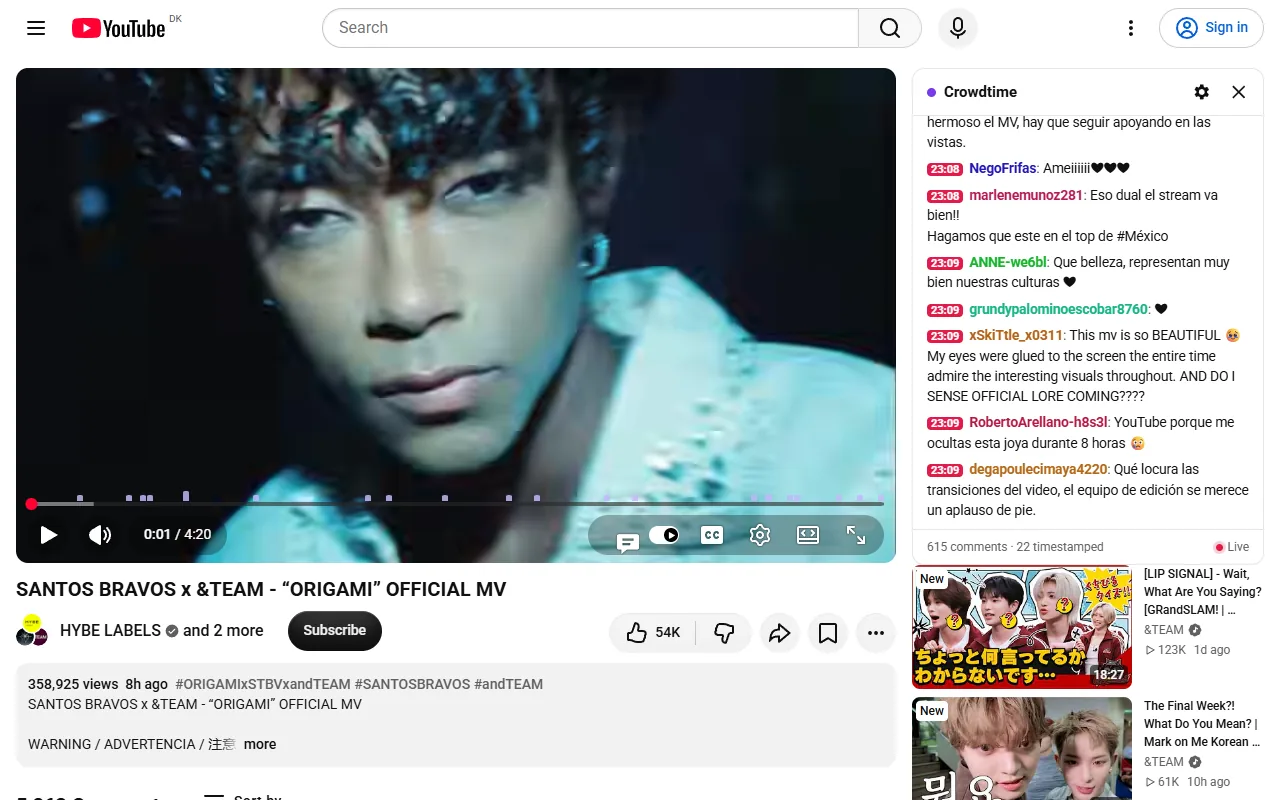 YouTube
DK
Search
Sign in
Crowdtime
hermoso el MV, hay que seguir apoyando en las
vistas.
23:08 NegoFrifas: Ameiiiiii🖤🖤🖤
23:08 marlenemunoz281: Eso dual el stream va
bien!!
Hagamos que este en el top de #México
23:09 ANNE-we6bl: Que belleza, representan muy
bien nuestras culturas 🖤
23:09 grundypalominoescobar8760: 🖤
23:09 xSkiTtle_x0311: This mv is so BEAUTIFUL 🥹
My eyes were glued to the screen the entire time
admire the interesting visuals throughout. AND DO I
SENSE OFFICIAL LORE COMING????
23:09 RobertoArellano-h8s3l: YouTube porque me
ocultas esta joya durante 8 horas 🤬
23:09 degapoulecimaya4220: Qué locura las
transiciones del video, el equipo de edición se merece
un aplauso de pie.
615 comments · 22 timestamped
Live
0:01 / 4:20
CC
SANTOS BRAVOS x &TEAM - “ORIGAMI” OFFICIAL MV
HYBE LABELS and 2 more
Subscribe
54K
358,925 views 8h ago #ORIGAMIxSTBVxandTEAM #SANTOSBRAVOS #andTEAM
SANTOS BRAVOS x &TEAM - “ORIGAMI” OFFICIAL MV
WARNING / ADVERTENCIA / 注意 more
Sort by
New
ちょっと何言ってるか
わからないです…
18:27
[LIP SIGNAL] - Wait,
What Are You Saying?
[GRandSLAM! | ...
&TEAM
123K 1d ago
New
The Final Week?!
What Do You Mean? |
Mark on Me Korean ...
&TEAM
61K 10h ago